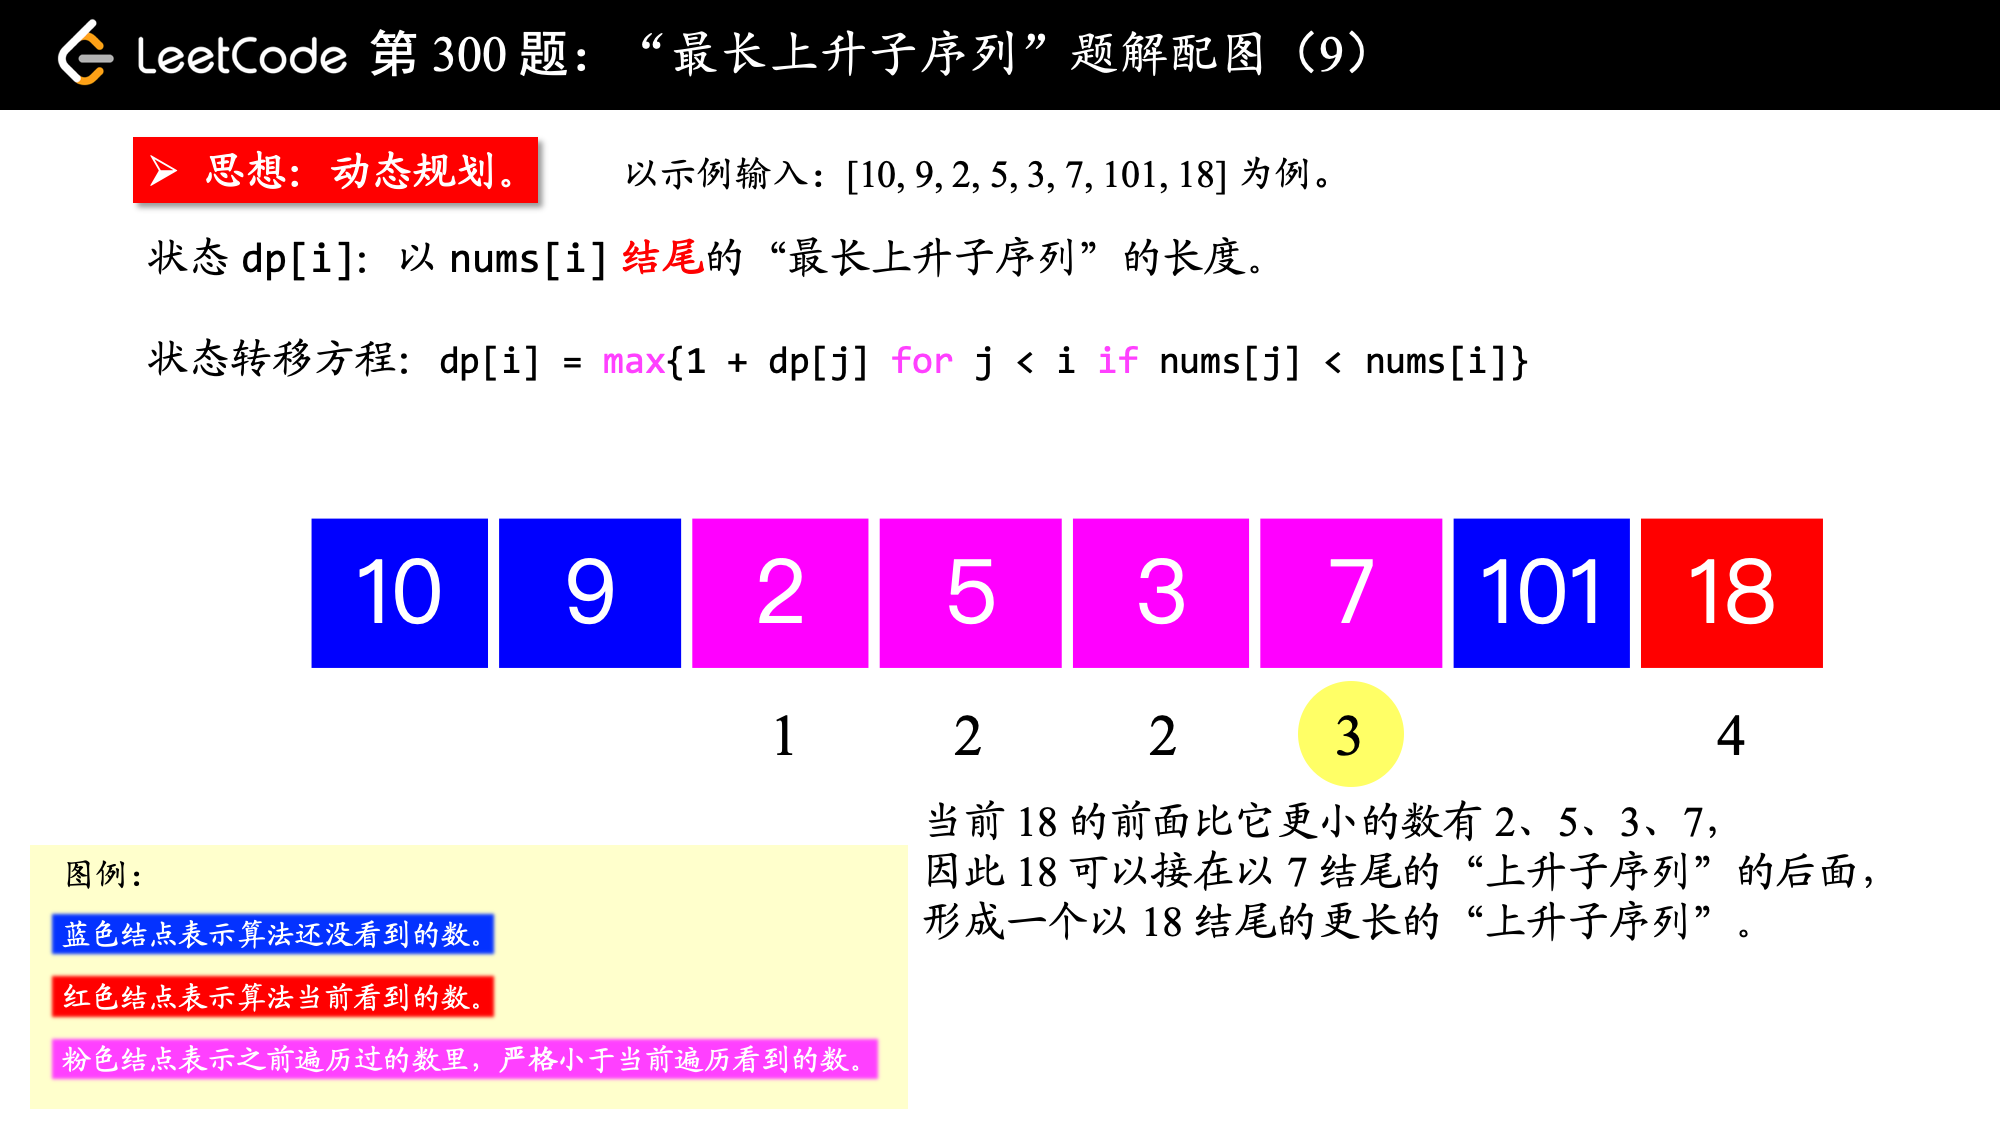 LeetCode 第 300 题：“最长上升子序列”题解配图（9）
➢ 思想：动态规划。
以示例输入：[10, 9, 2, 5, 3, 7, 101, 18] 为例。
状态 dp[i]：以 nums[i] 结尾的“最长上升子序列”的长度。
状态转移方程：dp[i] = max{1 + dp[j] for j < i if nums[j] < nums[i]}
10 9 2 5 3 7 101 18
1 2 2 3 4
当前 18 的前面比它更小的数有 2、5、3、7，
因此 18 可以接在以 7 结尾的“上升子序列”的后面，
形成一个以 18 结尾的更长的“上升子序列”。
图例：
蓝色结点表示算法还没看到的数。
红色结点表示算法当前看到的数。
粉色结点表示之前遍历过的数里，严格小于当前遍历看到的数。